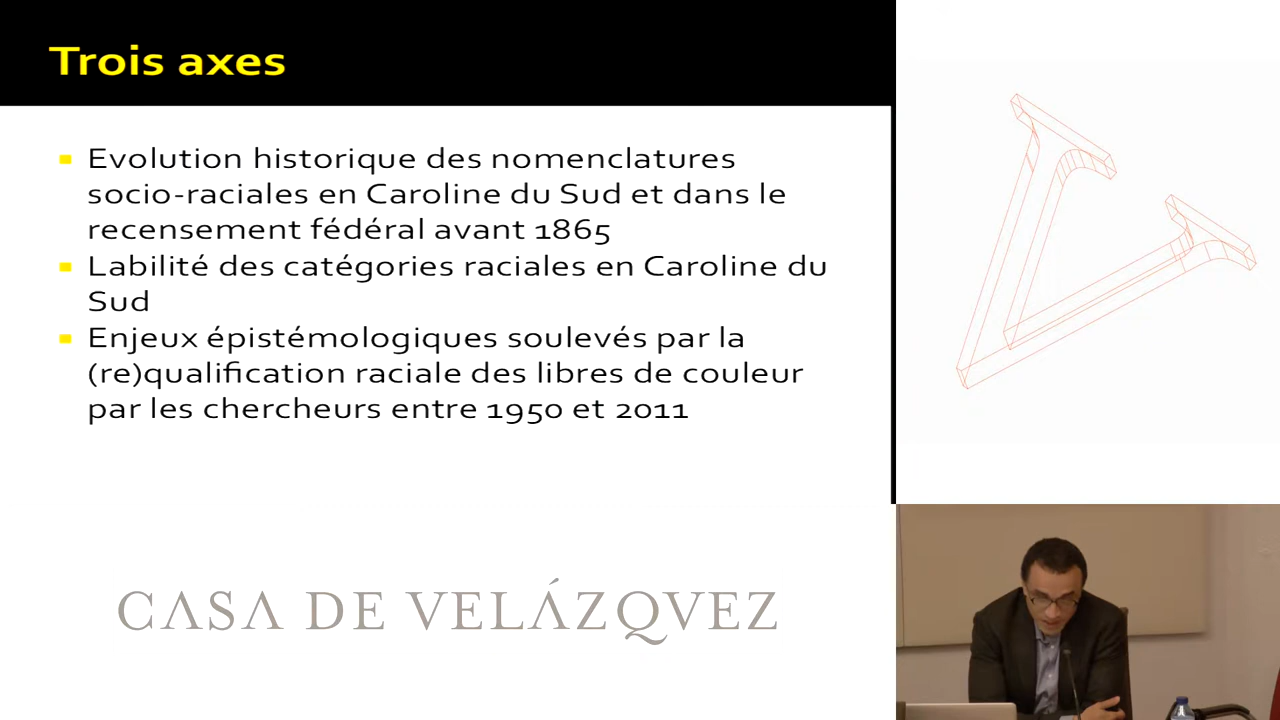 Trois axes
Evolution historique des nomenclatures
socio-raciales en Caroline du Sud et dans le
recensement fédéral avant 1865
Labilité des catégories raciales en Caroline du
Sud
Enjeux épistémologiques soulevés par la
(re)qualification raciale des libres de couleur
par les chercheurs entre 1950 et 2011
CASA DE VELÁZQVEZ